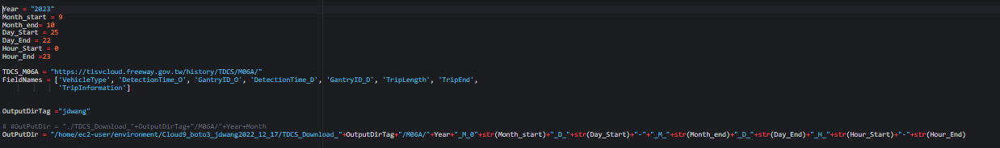 Year = "2023"
Month_start = 9
Month_end= 10
Day_Start = 25
Day_End = 22
Hour_Start = 0
Hour_End =23
TDCS_M06A = "https://tisvcloud.freeway.gov.tw/history/TDCS/M06A/"
FieldNames = ['VehicleType', 'DetectionTime_O', 'GantryID_O', 'DetectionTime_D', 'GantryID_D', 'TripLength', 'TripEnd',
'TripInformation']
OutputDirTag ="jdwang"
# #OutPutDir = "./TDCS_Download_"+OutputDirTag+"/M06A/"+Year+Month
OutPutDir = "/home/ec2-user/environment/Cloud9_boto3_jdwang2022_12_17/TDCS_Download_"+OutputDirTag+"/M06A/"+Year+"_M_0"+str(Month_start)+"_D_"+str(Day_Start)+"-"+"_M_"+str(Month_end)+"_D_"+str(Day_End)+"_H_"+str(Hour_Start)+"-"+str(Hour_End)